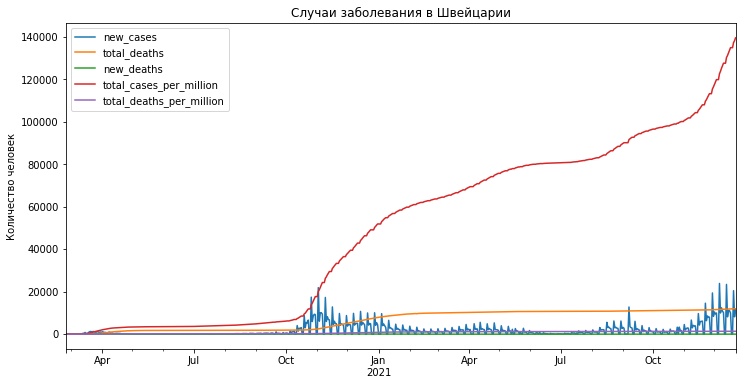 Случаи заболевания в Швейцарии
new_cases
total_deaths
new_deaths
total_cases_per_million
total_deaths_per_million
Количество человек
140000
120000
100000
80000
60000
40000
20000
0
Apr Jul Oct Jan Apr Jul Oct
2021